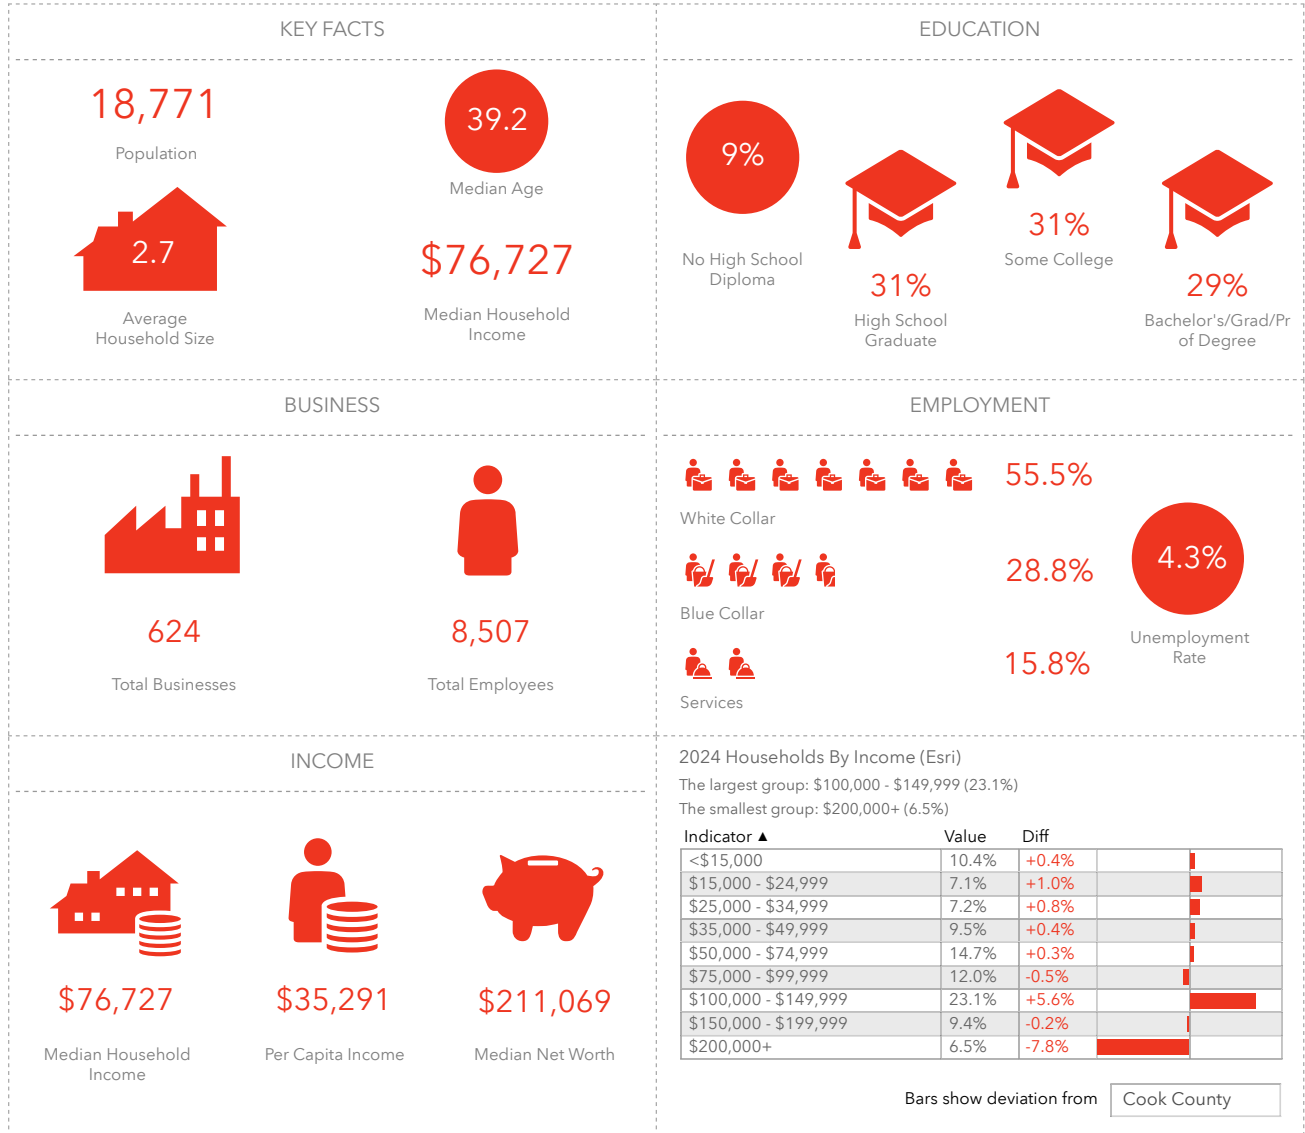 KEY FACTS
18,771
Population
39.2
Median Age
2.7
Average
Household Size
$76,727
Median Household
Income
EDUCATION
9%
No High School
Diploma
31%
High School
Graduate
31%
Some College
29%
Bachelor's/Grad/Pr
of Degree
BUSINESS
624
Total Businesses
8,507
Total Employees
EMPLOYMENT
55.5%
White Collar
28.8%
Blue Collar
15.8%
Services
4.3%
Unemployment
Rate
INCOME
$76,727
Median Household
Income
$35,291
Per Capita Income
$211,069
Median Net Worth
2024 Households By Income (Esri)
The largest group: $100,000 - $149,999 (23.1%)
The smallest group: $200,000+ (6.5%)
Indicator ▲ Value Diff
<$15,000 10.4% +0.4%
$15,000 - $24,999 7.1% +1.0%
$25,000 - $34,999 7.2% +0.8%
$35,000 - $49,999 9.5% +0.4%
$50,000 - $74,999 14.7% +0.3%
$75,000 - $99,999 12.0% -0.5%
$100,000 - $149,999 23.1% +5.6%
$150,000 - $199,999 9.4% -0.2%
$200,000+ 6.5% -7.8%
Bars show deviation from Cook County